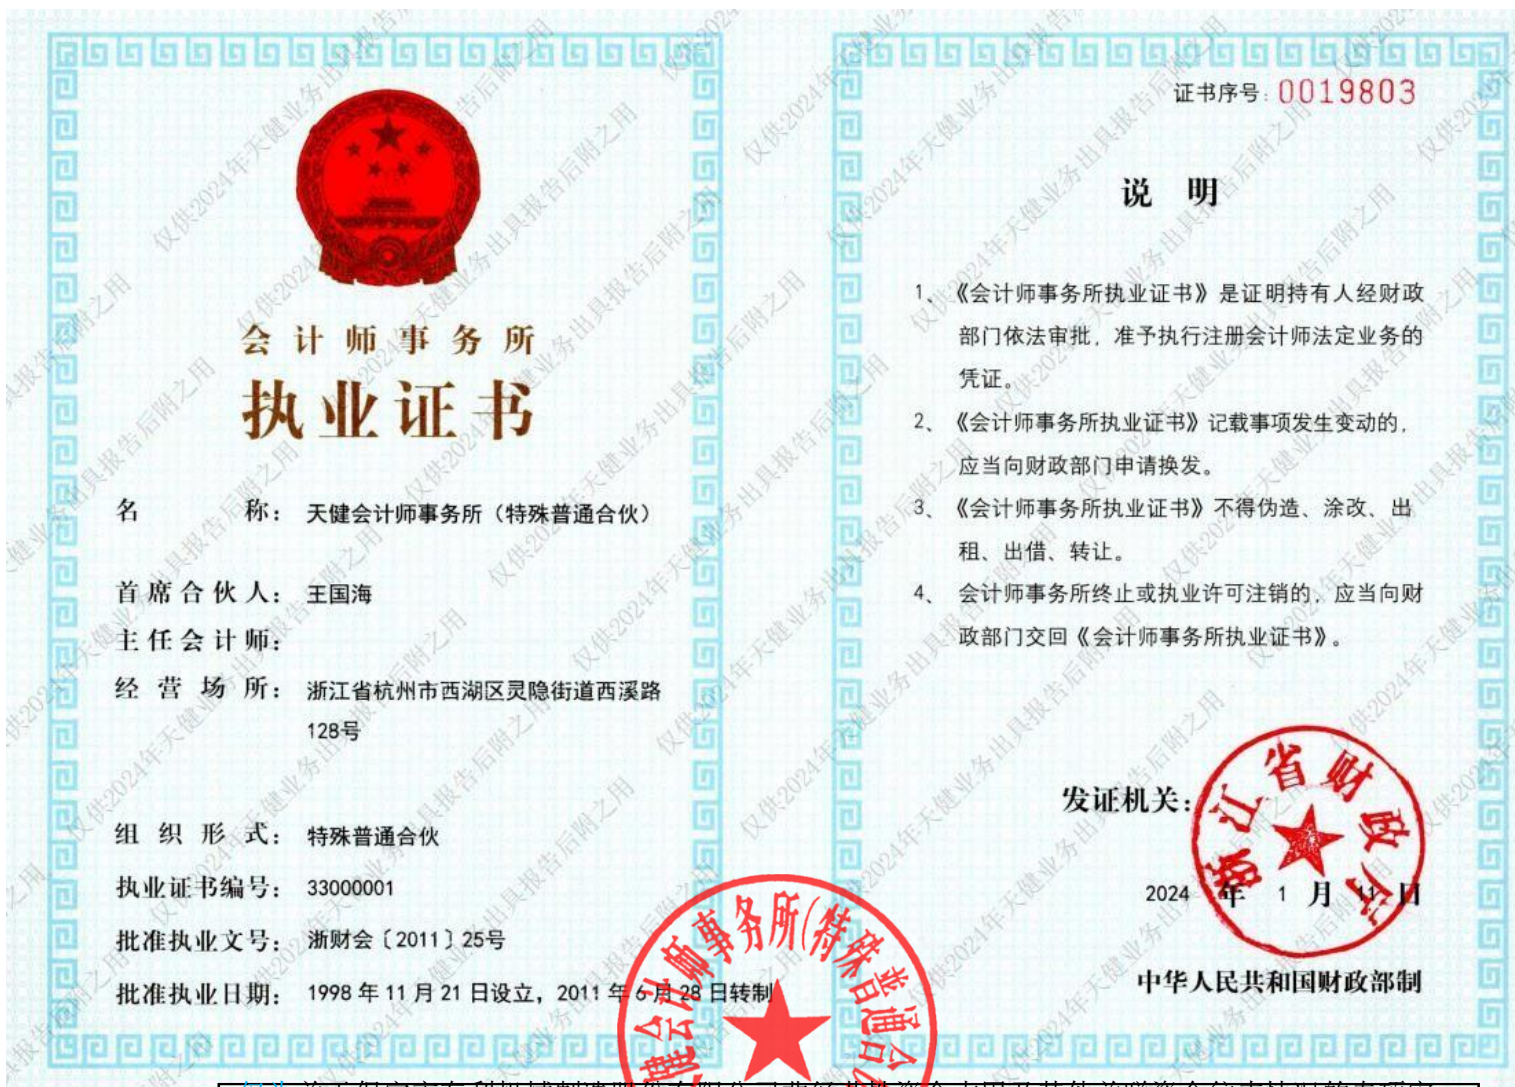 会计师事务所
执业证书
名 称： 天健会计师事务所（特殊普通合伙）
首席合伙人： 王国海
主任会计师：
经营场所： 浙江省杭州市西湖区灵隐街道西溪路
128号
组织形式： 特殊普通合伙
执业证书编号： 33000001
批准执业文号： 浙财会〔2011〕25号
批准执业日期： 1998年11月21日设立，2011年6月28日转制
会计师事务所(特殊普通合
证书序号：0019803
说 明
1、《会计师事务所执业证书》是证明持有人经财政
部门依法审批，准予执行注册会计师法定业务的
凭证。
2、《会计师事务所执业证书》记载事项发生变动的，
应当向财政部门申请换发。
3、《会计师事务所执业证书》不得伪造、涂改、出
租、出借、转让。
4、 会计师事务所终止或执业许可注销的，应当向财
政部门交回《会计师事务所执业证书》。
发证机关：
浙江省财政厅
2024 年 1 月 11 日
中华人民共和国财政部制
仅供2024年天健业务出具报告后附之用